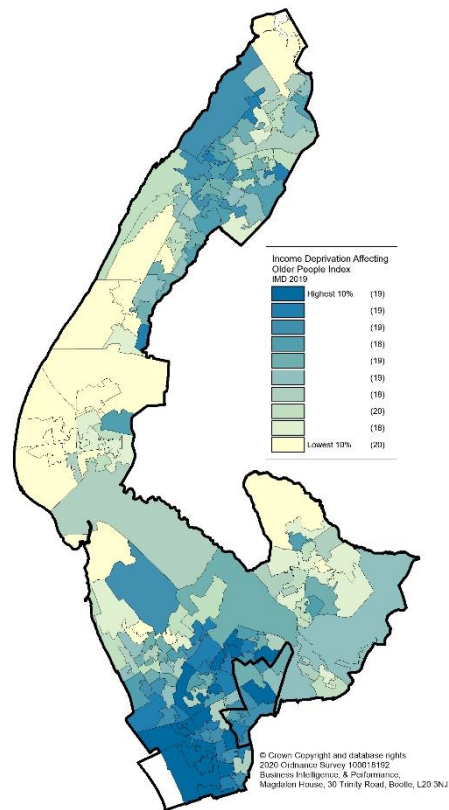 Income Deprivation Affecting
Older People Index
IMD 2019
Highest 10% (19)
(19)
(19)
(18)
(19)
(19)
(18)
(20)
(18)
Lowest 10% (20)
© Crown Copyright and database rights
2020 Ordnance Survey 100018192
Business Intelligence, & Performance,
Magdalen House, 30 Trinity Road, Bootle, L20 3NJ